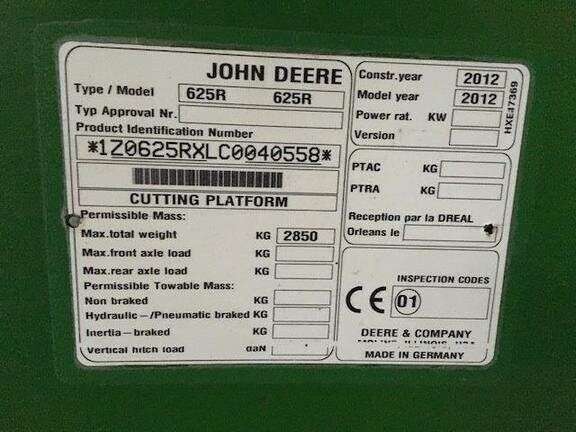 JOHN DEERE
Type / Model 625R 625R
Typ Approval Nr.
Product Identification Number
*1Z0625RXLC0040558*
CUTTING PLATFORM
Permissible Mass:
Max.total weight KG 2850
Max.front axle load KG
Max.rear axle load KG
Permissible Towable Mass:
Non braked KG
Hydraulic-/Pneumatic braked KG
Inertia-braked KG
Vertical hitch load daN
Constr.year 2012
Model year 2012
Power rat. KW
Version
HXE47369
PTAC KG
PTRA KG
Reception par la DREAL
Orleans le
INSPECTION CODES
CE 01
DEERE & COMPANY
MOLINE, ILLINOIS, USA
MADE IN GERMANY